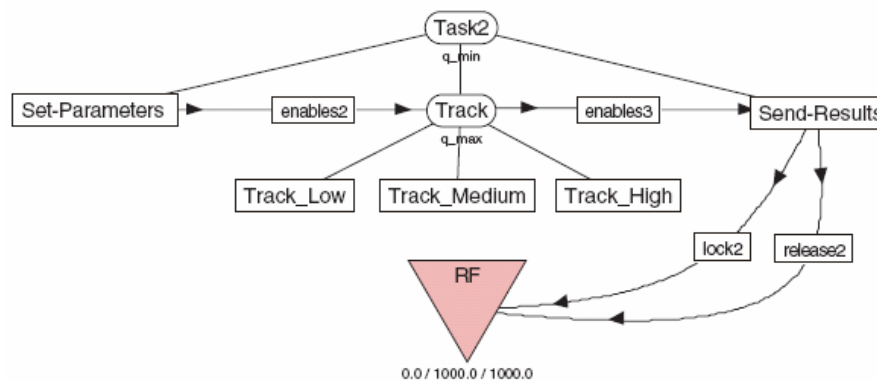 Task2
q_min
Set-Parameters
enables2
Track
enables3
Send-Results
q_max
Track_Low
Track_Medium
Track_High
lock2
release2
RF
0.0 / 1000.0 / 1000.0